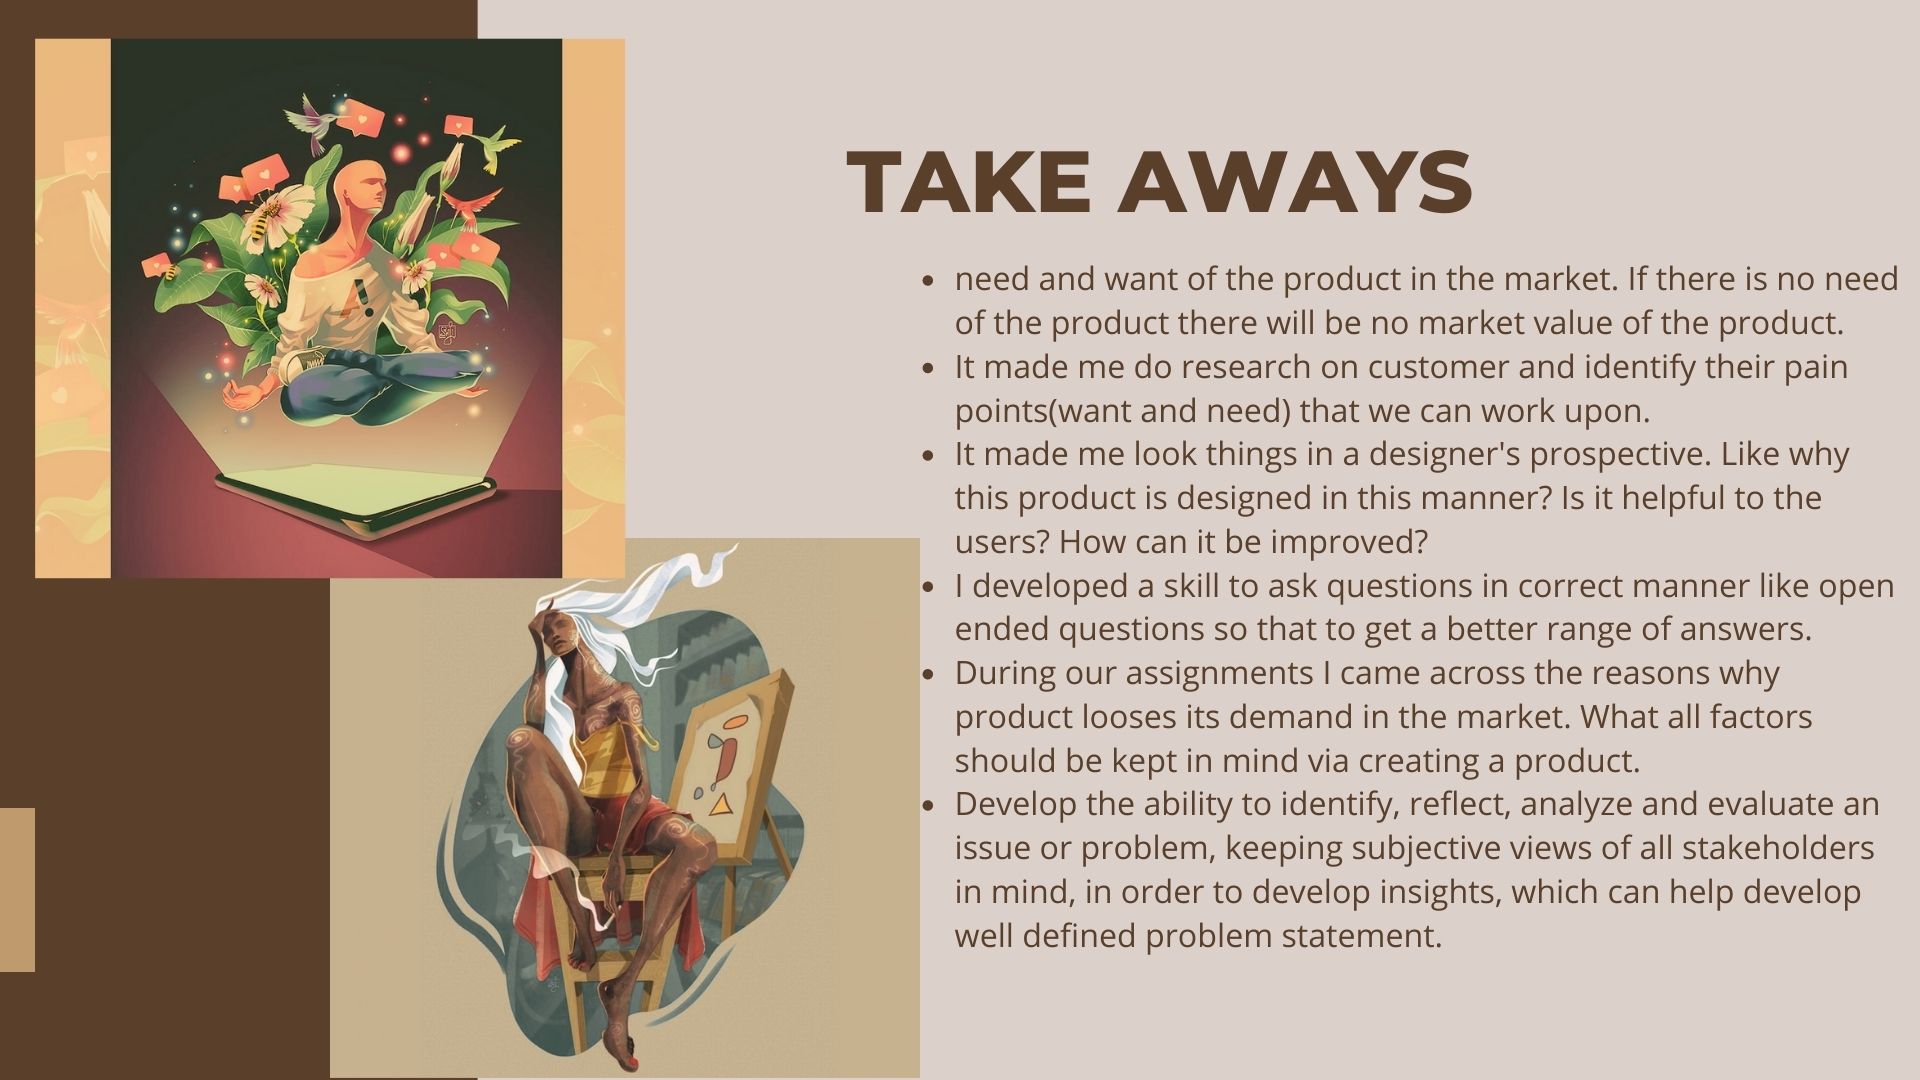 TAKE AWAYS
• need and want of the product in the market. If there is no need
of the product there will be no market value of the product.
• It made me do research on customer and identify their pain
points(want and need) that we can work upon.
• It made me look things in a designer's prospective. Like why
this product is designed in this manner? Is it helpful to the
users? How can it be improved?
• I developed a skill to ask questions in correct manner like open
ended questions so that to get a better range of answers.
• During our assignments I came across the reasons why
product looses its demand in the market. What all factors
should be kept in mind via creating a product.
• Develop the ability to identify, reflect, analyze and evaluate an
issue or problem, keeping subjective views of all stakeholders
in mind, in order to develop insights, which can help develop
well defined problem statement.